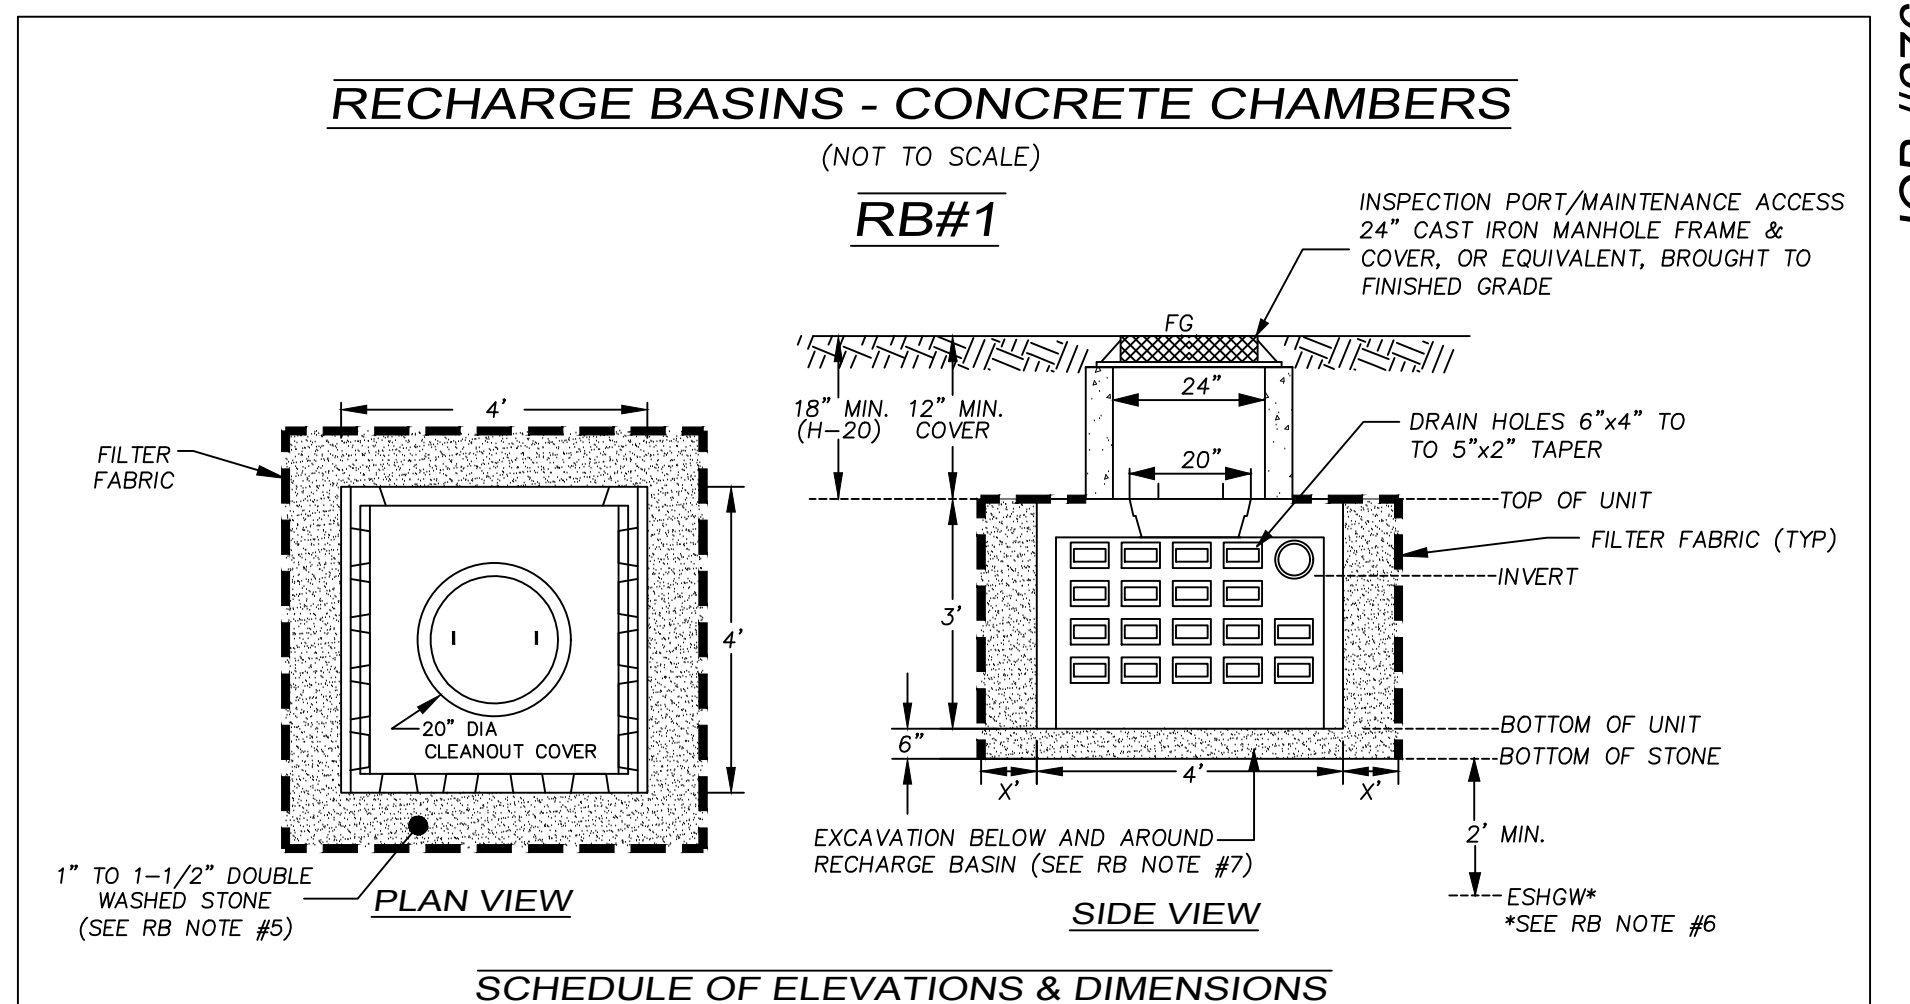 RECHARGE BASINS - CONCRETE CHAMBERS
(NOT TO SCALE)
RB#1
INSPECTION PORT/MAINTENANCE ACCESS
24" CAST IRON MANHOLE FRAME &
COVER, OR EQUIVALENT, BROUGHT TO
FINISHED GRADE
FG
24"
18" MIN.
(H-20)
12" MIN.
COVER
DRAIN HOLES 6"x4" TO
TO 5"x2" TAPER
20"
TOP OF UNIT
FILTER FABRIC (TYP)
INVERT
3'
BOTTOM OF UNIT
6"
BOTTOM OF STONE
X'
4'
X'
2' MIN.
EXCAVATION BELOW AND AROUND
RECHARGE BASIN (SEE RB NOTE #7)
ESHGW*
*SEE RB NOTE #6
SIDE VIEW
4'
FILTER
FABRIC
4'
20" DIA
CLEANOUT COVER
1" TO 1-1/2" DOUBLE
WASHED STONE
(SEE RB NOTE #5)
PLAN VIEW
SCHEDULE OF ELEVATIONS & DIMENSIONS